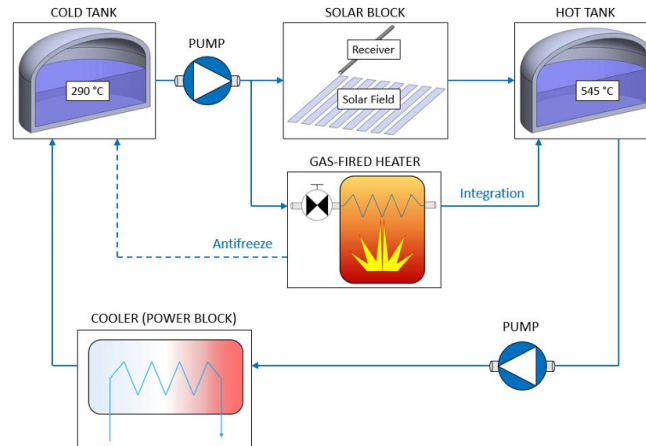 COLD TANK
PUMP
SOLAR BLOCK
HOT TANK
290 °C
Receiver
Solar Field
545 °C
GAS-FIRED HEATER
Integration
Antifreeze
COOLER (POWER BLOCK)
PUMP